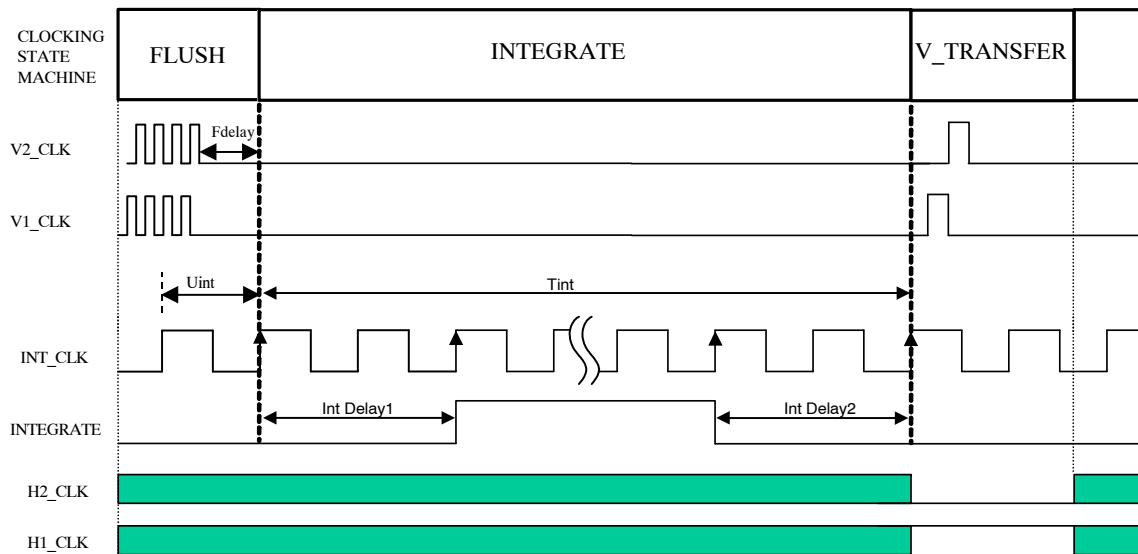 CLOCKING
STATE
MACHINE
FLUSH
INTEGRATE
V_TRANSFER
Fdelay
V2_CLK
V1_CLK
Uint
Tint
INT_CLK
Int Delay1
Int Delay2
INTEGRATE
H2_CLK
H1_CLK